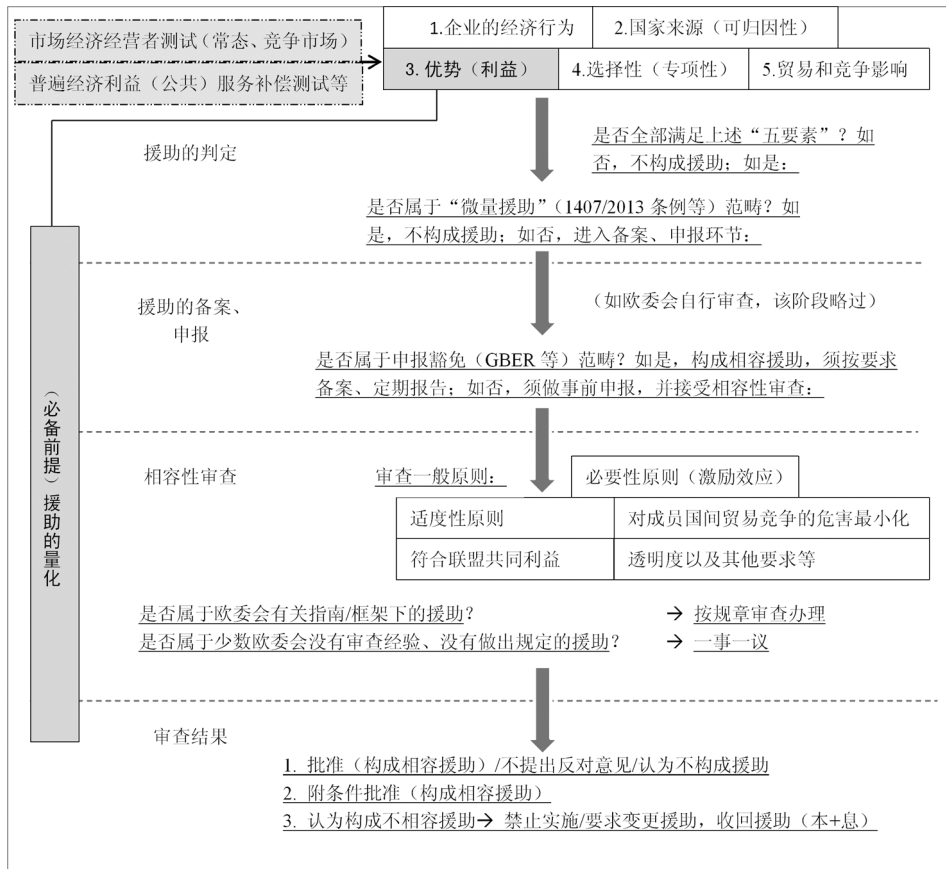 市场经济经营者测试（常态、竞争市场）
普遍经济利益（公共）服务补偿测试等
1.企业的经济行为
2.国家来源（可归因性）
3. 优势（利益）
4.选择性（专项性）
5.贸易和竞争影响
援助的判定
是否全部满足上述“五要素”？如
否，不构成援助；如是：
是否属于“微量援助”（1407/2013 条例等）范畴？如
是，不构成援助；如否，进入备案、申报环节：
援助的备案、
申报
（如欧委会自行审查，该阶段略过）
是否属于申报豁免（GBER 等）范畴？如是，构成相容援助，须按要求
备案、定期报告；如否，须做事前申报，并接受相容性审查：
（必备前提）援助的量化
相容性审查
审查一般原则：
必要性原则（激励效应）
适度性原则
对成员国间贸易竞争的危害最小化
符合联盟共同利益
透明度以及其他要求等
是否属于欧委会有关指南/框架下的援助？ → 按规章审查办理
是否属于少数欧委会没有审查经验、没有做出规定的援助？ → 一事一议
审查结果
1. 批准（构成相容援助）/不提出反对意见/认为不构成援助
2. 附条件批准（构成相容援助）
3. 认为构成不相容援助→ 禁止实施/要求变更援助，收回援助（本+息）